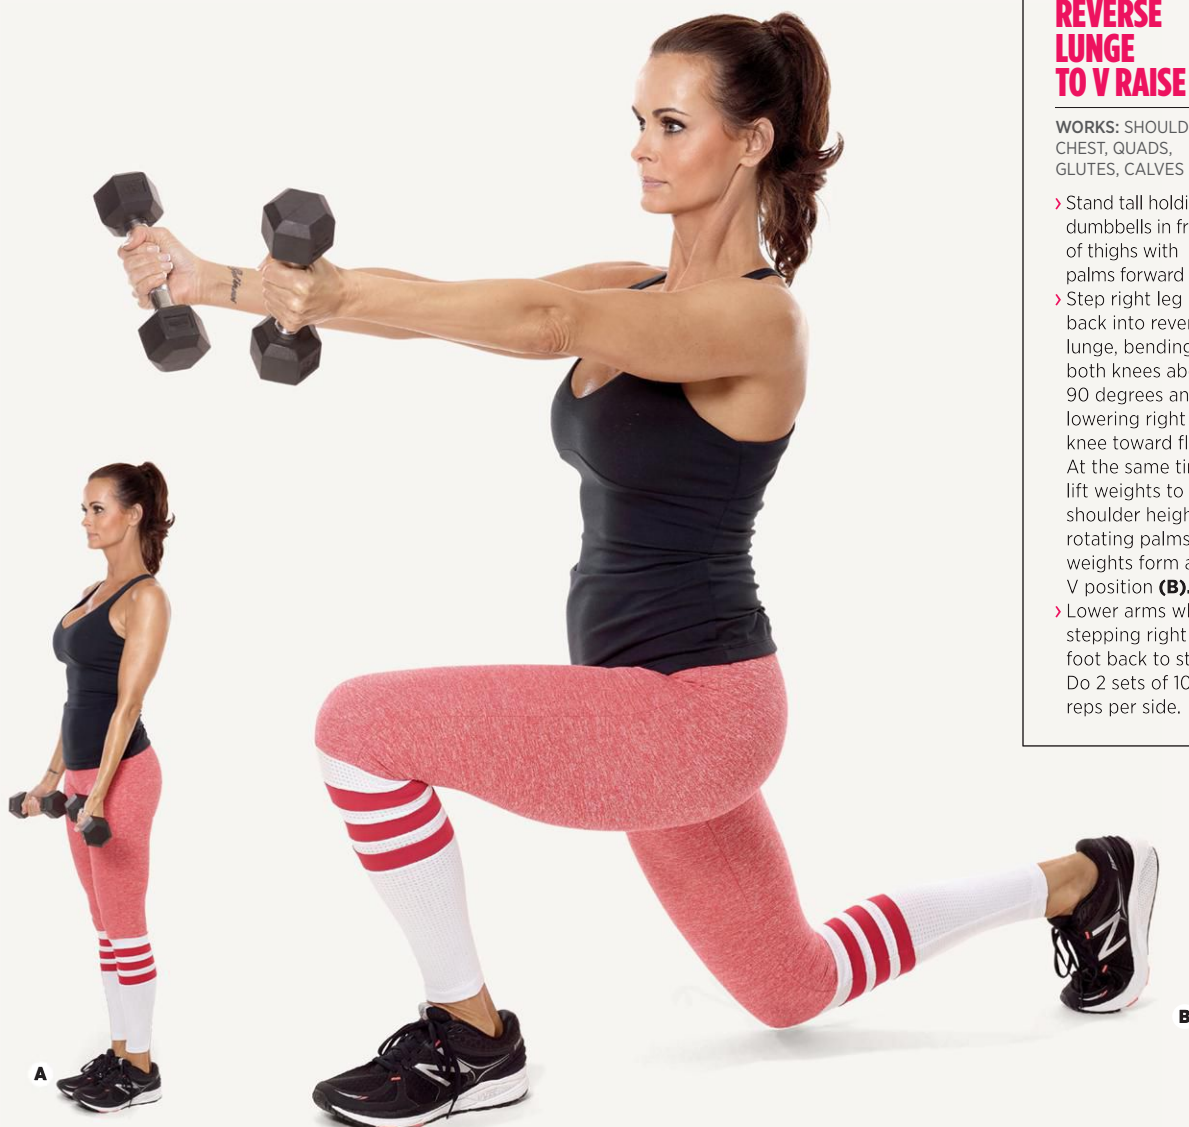 REVERSE
LUNGE
TO V RAISE
WORKS: SHOULD
CHEST, QUADS,
GLUTES, CALVES
› Stand tall holdi
dumbbells in fr
of thighs with
palms forward
› Step right leg
back into rever
lunge, bending
both knees ab
90 degrees an
lowering right
knee toward fl
At the same ti
lift weights to
shoulder heigh
rotating palms
weights form a
V position (B).
› Lower arms wh
stepping right
foot back to st
Do 2 sets of 10
reps per side.
A
B
N